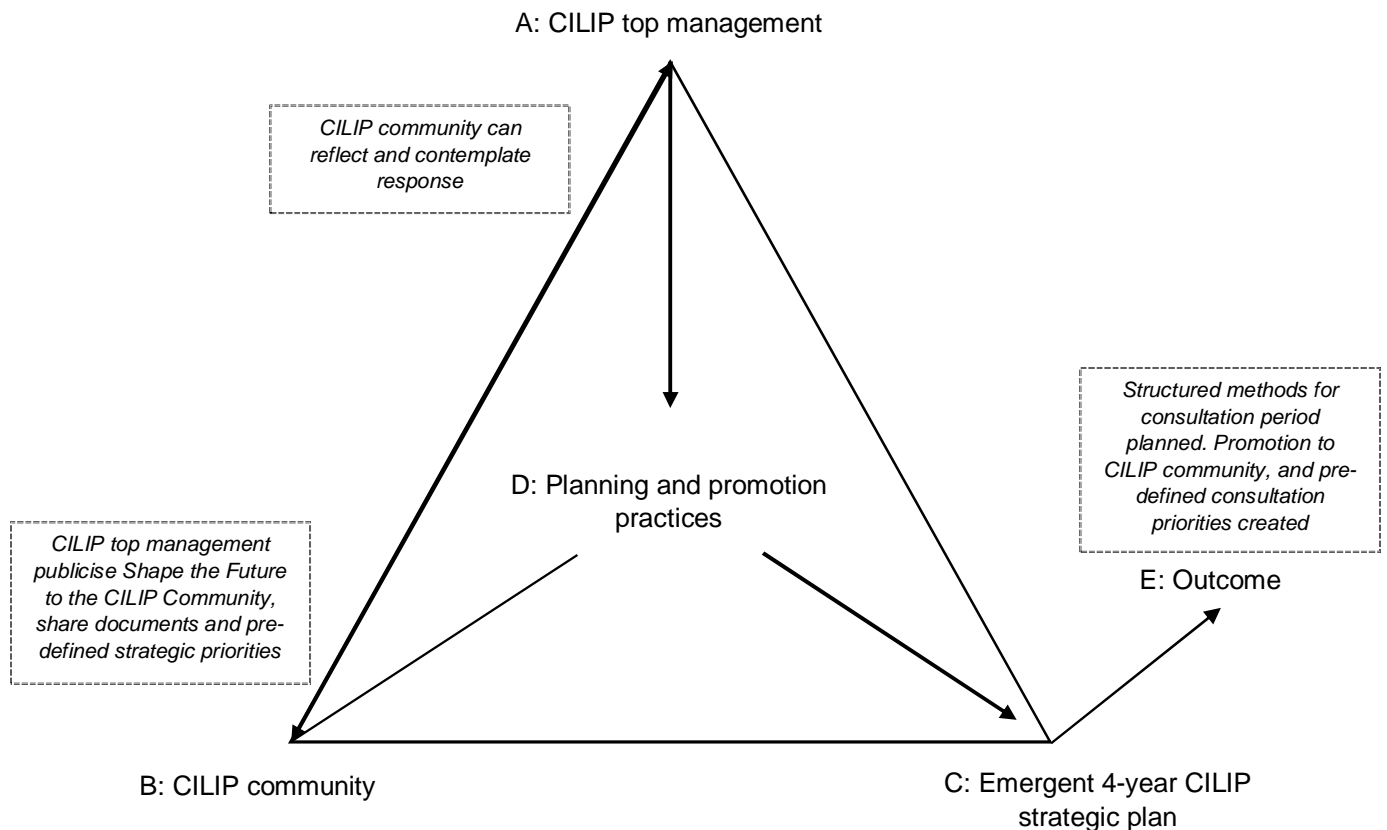 A: CILIP top management
CILIP community can
reflect and contemplate
response
Structured methods for
consultation period
planned. Promotion to
CILIP community, and pre-
defined consultation
priorities created
D: Planning and promotion
practices
CILIP top management
publicise Shape the Future
to the CILIP Community,
share documents and pre-
defined strategic priorities
E: Outcome
B: CILIP community
C: Emergent 4-year CILIP
strategic plan